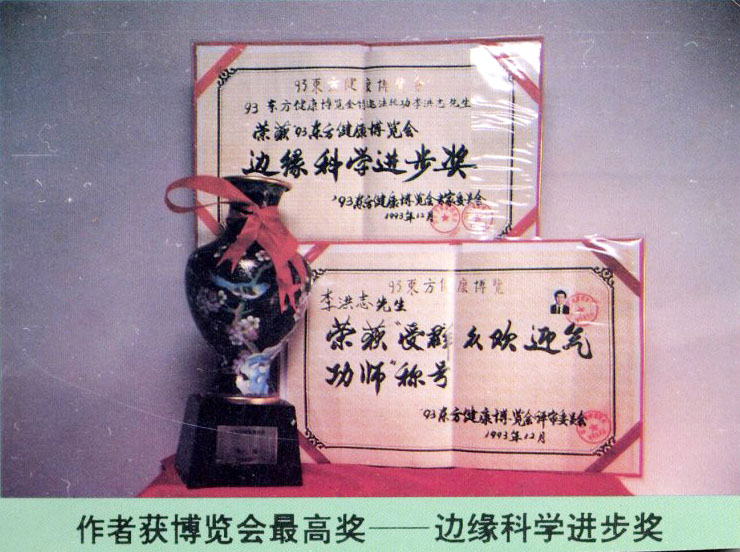 93东方健康博览会
93东方健康博览会特邀法轮功李洪志先生
荣获'93东方健康博览会
边缘科学进步奖
'93东方健康博览会专家委员会
1993年12月
93东方健康博览
李洪志先生
荣获"受群众欢迎气
功师"称号
'93东方健康博览会评审委员会
1993年12月
作者获博览会最高奖——边缘科学进步奖